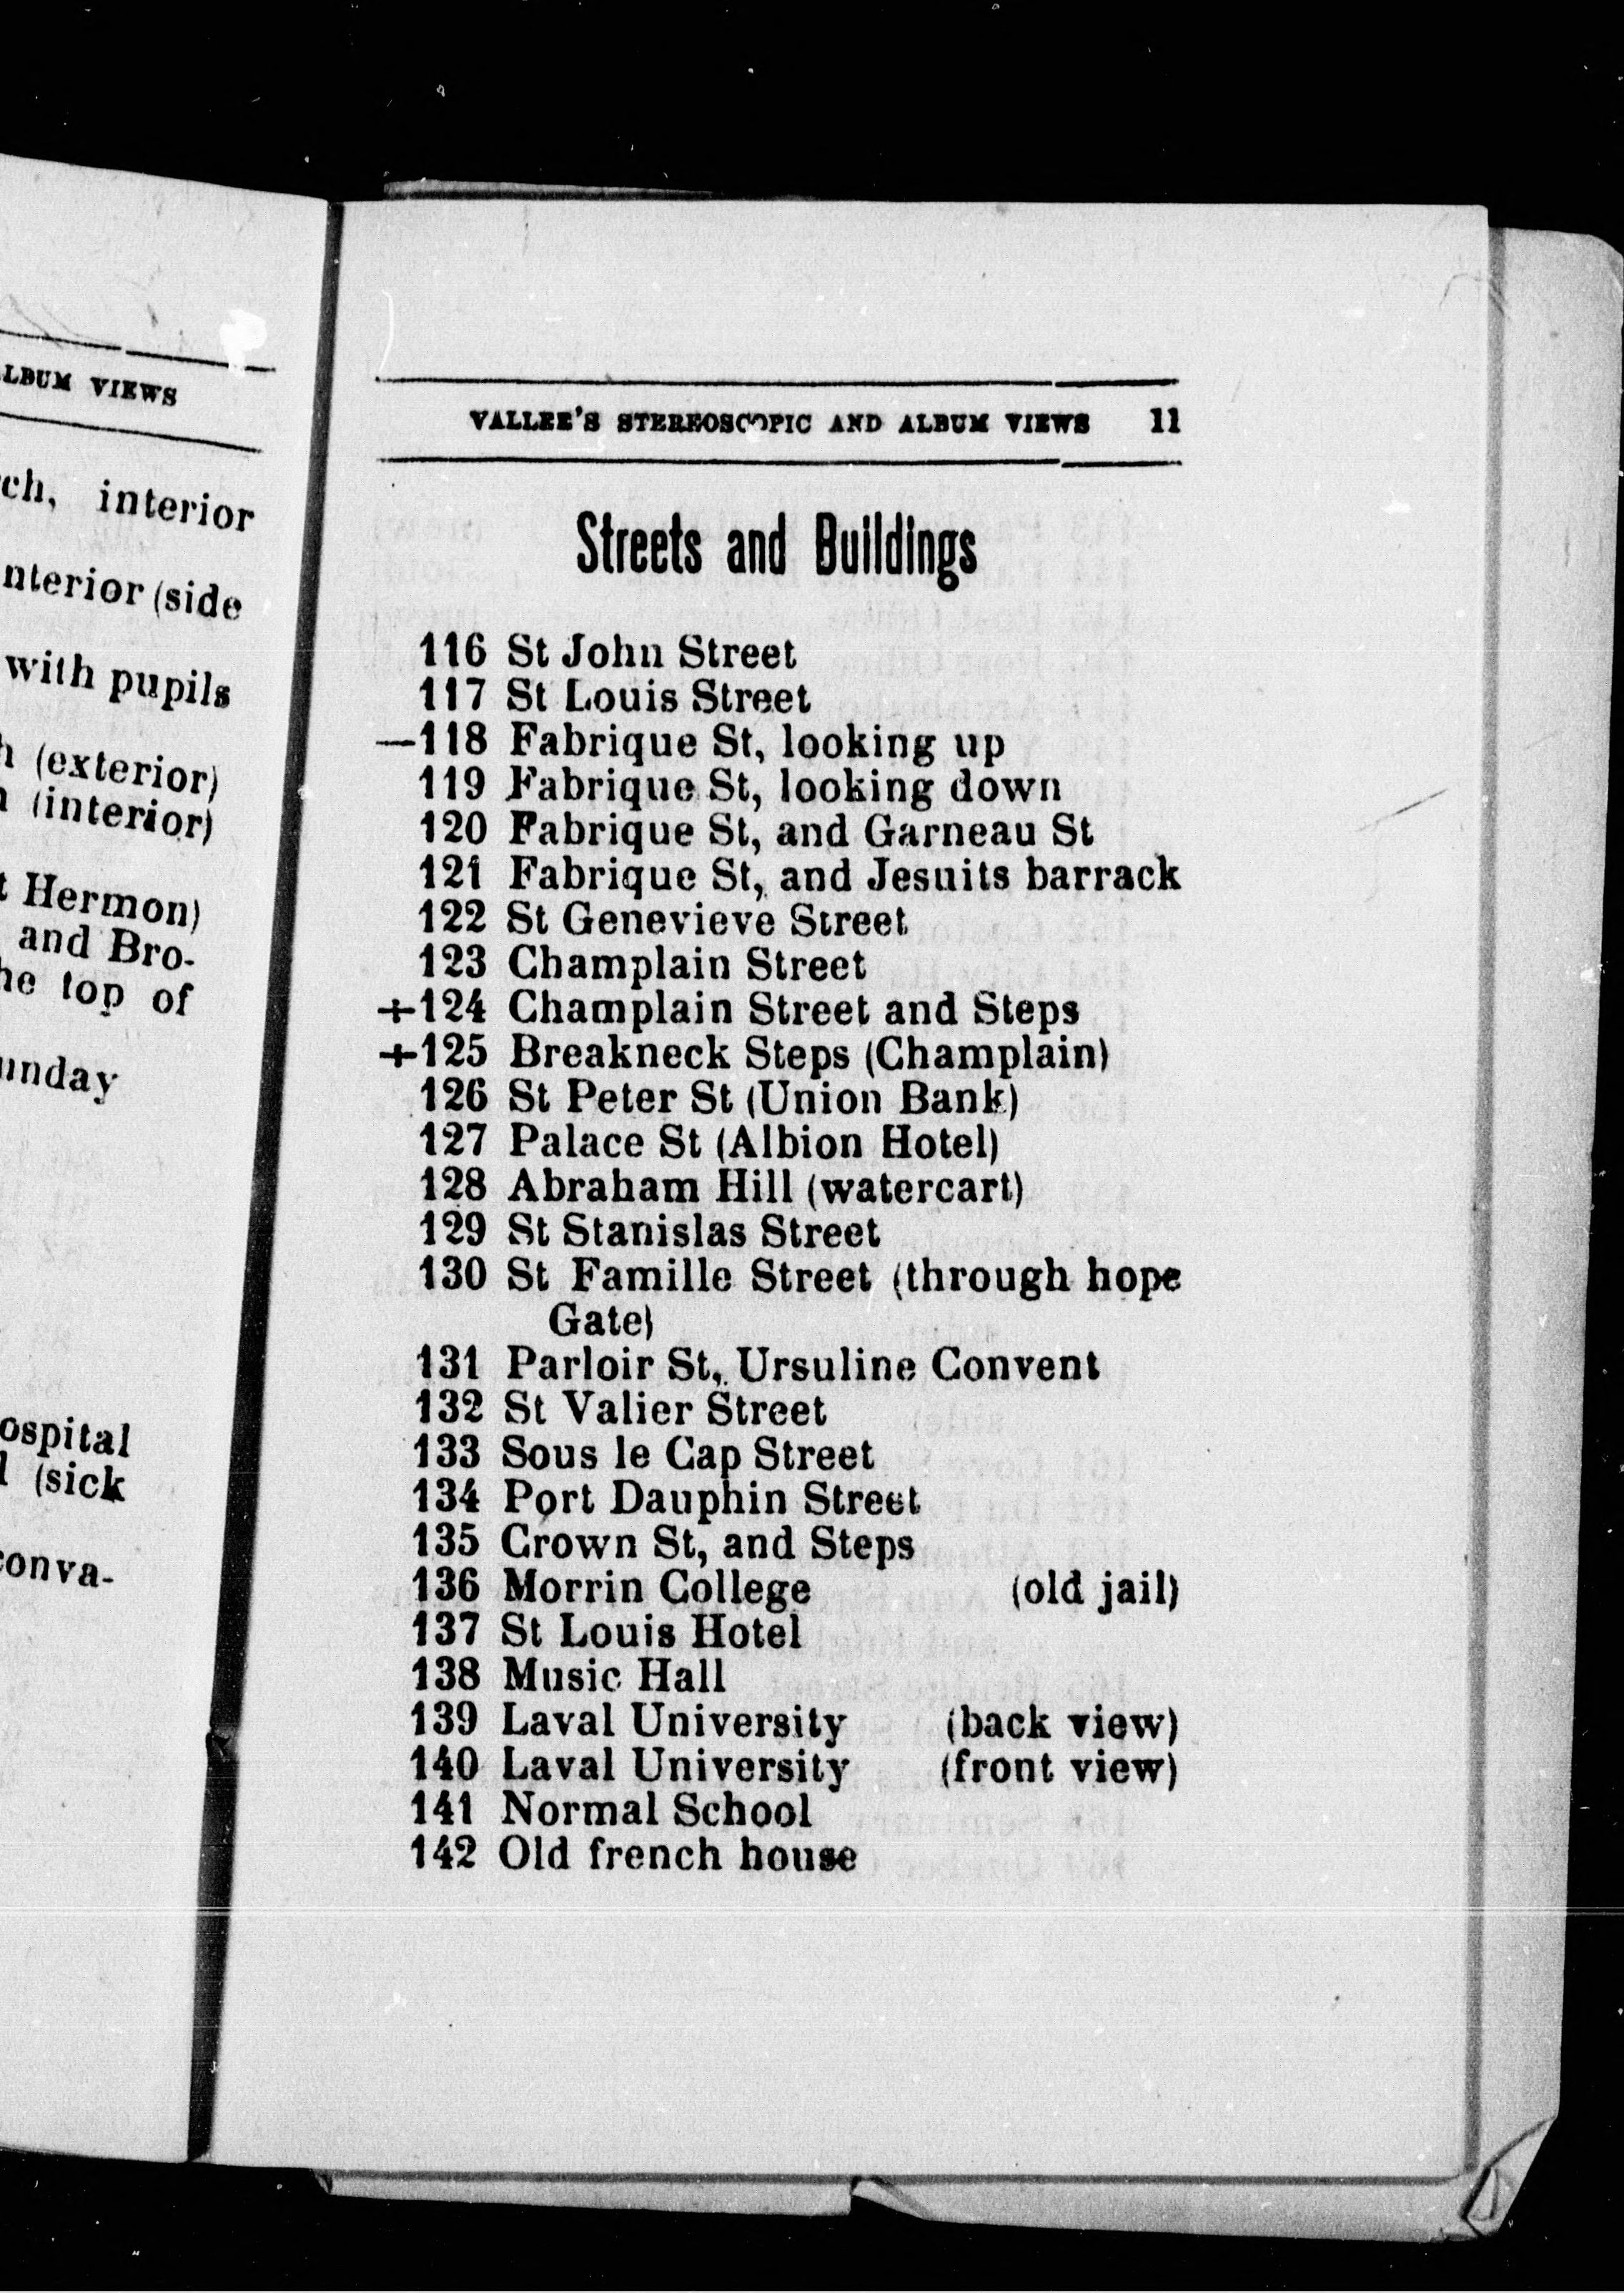 LBUM VIEWS
interior
(side
with pupils
(exterior)
(interior)
Hermon)
and Bro-
top of
ospital
(sick
conva-
VALLEE'S STEREOSCOPIC AND ALBUM VIEWS 11
Streets and Buildings
116 St John Street
117 St Louis Street
—118 Fabrique St, looking up
119 Fabrique St, looking down
120 Fabrique St, and Garneau St
121 Fabrique St, and Jesuits barrack
122 St Genevieve Street
123 Champlain Street
+124 Champlain Street and Steps
+125 Breakneck Steps (Champlain)
126 St Peter St (Union Bank)
127 Palace St (Albion Hotel)
128 Abraham Hill (watercart)
129 St Stanislas Street
130 St Famille Street (through hope
Gate)
131 Parloir St, Ursuline Convent
132 St Valier Street
133 Sous le Cap Street
134 Port Dauphin Street
135 Crown St, and Steps
136 Morrin College (old jail)
137 St Louis Hotel
138 Music Hall
139 Laval University (back view)
140 Laval University (front view)
141 Normal School
142 Old french house